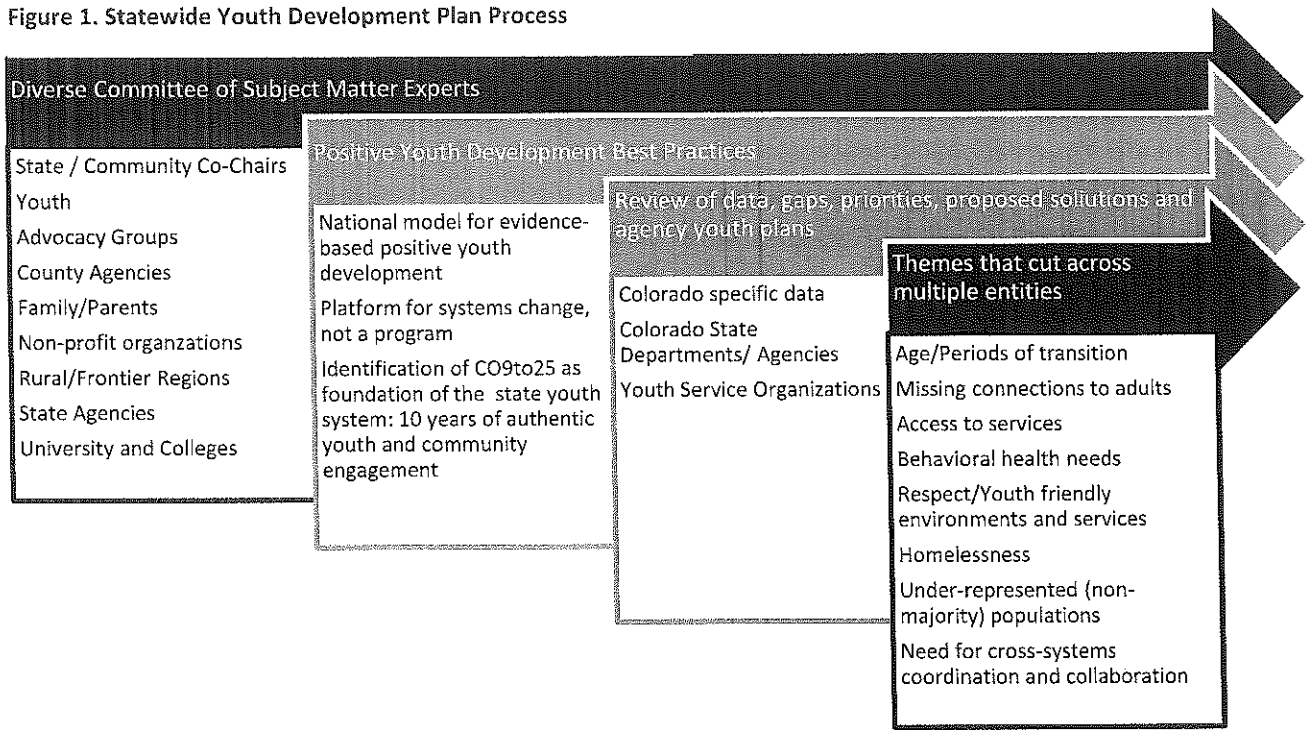 Figure 1. Statewide Youth Development Plan Process
Diverse Committee of Subject Matter Experts
State / Community Co-Chairs
Youth
Advocacy Groups
County Agencies
Family/Parents
Non-profit organzations
Rural/Frontier Regions
State Agencies
University and Colleges
Positive Youth Development Best Practices
National model for evidence-
based positive youth
development
Platform for systems change,
not a program
Identification of CO9to25 as
foundation of the state youth
system: 10 years of authentic
youth and community
engagement
Review of data, gaps, priorities, proposed soliutions and
agency youth plans
Colorado specific data
Colorado State
Departments/ Agencies
Youth Service Organizations
Themes that cut across
multiple entities
Age/Periods of transition
Missing connections to adults
Access to services
Behavioral health needs
Respect/Youth friendly
environments and services
Homelessness
Under-represented (non-
majority) populations
Need for cross-systems
coordination and collaboration